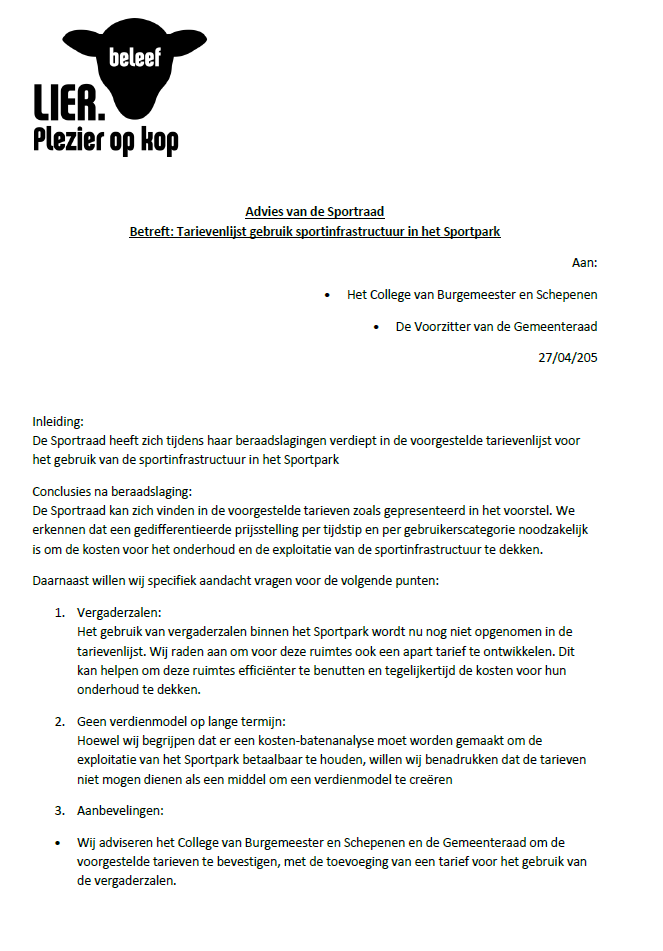 beleef
LIER.
Plezier op kop
Advies van de Sportraad
Betreft: Tarievenlijst gebruik sportinfrastructuur in het Sportpark
Aan:
• Het College van Burgemeester en Schepenen
• De Voorzitter van de Gemeenteraad
27/04/205
Inleiding:
De Sportraad heeft zich tijdens haar beraadslagingen verdiept in de voorgestelde tarievenlijst voor
het gebruik van de sportinfrastructuur in het Sportpark
Conclusies na beraadslaging:
De Sportraad kan zich vinden in de voorgestelde tarieven zoals gepresenteerd in het voorstel. We
erkennen dat een gedifferentieerde prijsstelling per tijdstip en per gebruikerscategorie noodzakelijk
is om de kosten voor het onderhoud en de exploitatie van de sportinfrastructuur te dekken.
Daarnaast willen wij specifiek aandacht vragen voor de volgende punten:
1. Vergaderzalen:
Het gebruik van vergaderzalen binnen het Sportpark wordt nu nog niet opgenomen in de
tarievenlijst. Wij raden aan om voor deze ruimtes ook een apart tarief te ontwikkelen. Dit
kan helpen om deze ruimtes efficiënter te benutten en tegelijkertijd de kosten voor hun
onderhoud te dekken.
2. Geen verdienmodel op lange termijn:
Hoewel wij begrijpen dat er een kosten-batenanalyse moet worden gemaakt om de
exploitatie van het Sportpark betaalbaar te houden, willen wij benadrukken dat de tarieven
niet mogen dienen als een middel om een verdienmodel te creëren
3. Aanbevelingen:
• Wij adviseren het College van Burgemeester en Schepenen en de Gemeenteraad om de
voorgestelde tarieven te bevestigen, met de toevoeging van een tarief voor het gebruik van
de vergaderzalen.